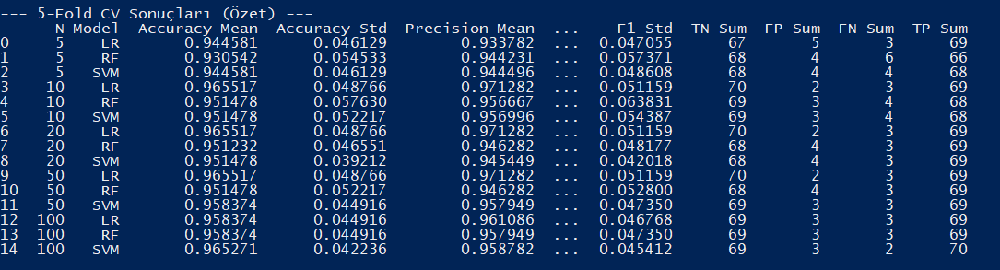 --- 5-Fold CV Sonuçları (Özet) ---
N Model Accuracy Mean Accuracy Std Precision Mean ... F1 Std TN Sum FP Sum FN Sum TP Sum
0 5 LR 0.944581 0.046129 0.933782 ... 0.047055 67 5 3 69
1 5 RF 0.930542 0.054533 0.944231 ... 0.057371 68 4 6 66
2 5 SVM 0.944581 0.046129 0.944496 ... 0.048608 68 4 4 68
3 10 LR 0.965517 0.048766 0.971282 ... 0.051159 70 2 3 69
4 10 RF 0.951478 0.057630 0.956667 ... 0.063831 69 3 4 68
5 10 SVM 0.951478 0.052217 0.956996 ... 0.054387 69 3 4 68
6 20 LR 0.965517 0.048766 0.971282 ... 0.051159 70 2 3 69
7 20 RF 0.951232 0.046551 0.946282 ... 0.048177 68 4 3 69
8 20 SVM 0.951478 0.039212 0.945449 ... 0.042018 68 4 3 69
9 50 LR 0.965517 0.048766 0.971282 ... 0.051159 70 2 3 69
10 50 RF 0.951478 0.052217 0.946282 ... 0.052800 68 4 3 69
11 50 SVM 0.958374 0.044916 0.957949 ... 0.047350 69 3 3 69
12 100 LR 0.958374 0.044916 0.961086 ... 0.046768 69 3 3 69
13 100 RF 0.958374 0.044916 0.957949 ... 0.047350 69 3 3 69
14 100 SVM 0.965271 0.042236 0.958782 ... 0.045412 69 3 2 70